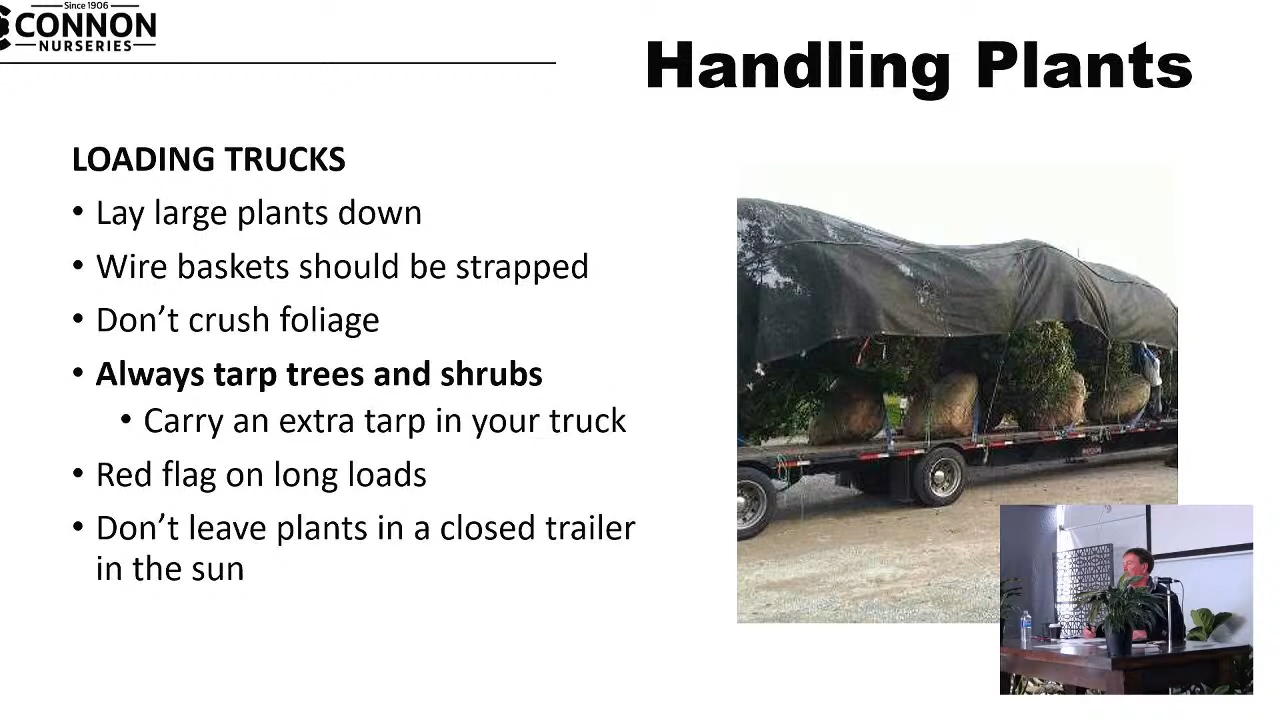 Since 1906
CONNON
NURSERIES
Handling Plants
LOADING TRUCKS
• Lay large plants down
• Wire baskets should be strapped
• Don’t crush foliage
• Always tarp trees and shrubs
• Carry an extra tarp in your truck
• Red flag on long loads
• Don’t leave plants in a closed trailer
in the sun